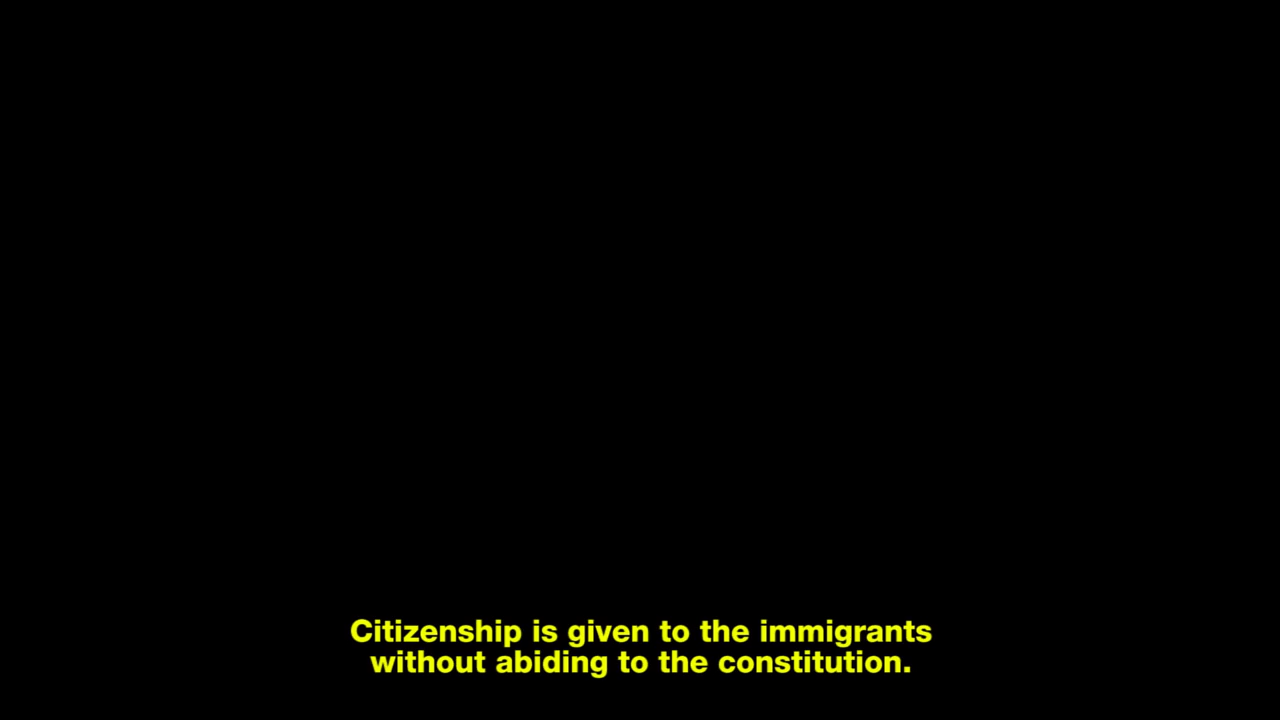 Citizenship is given to the immigrants
without abiding to the constitution.